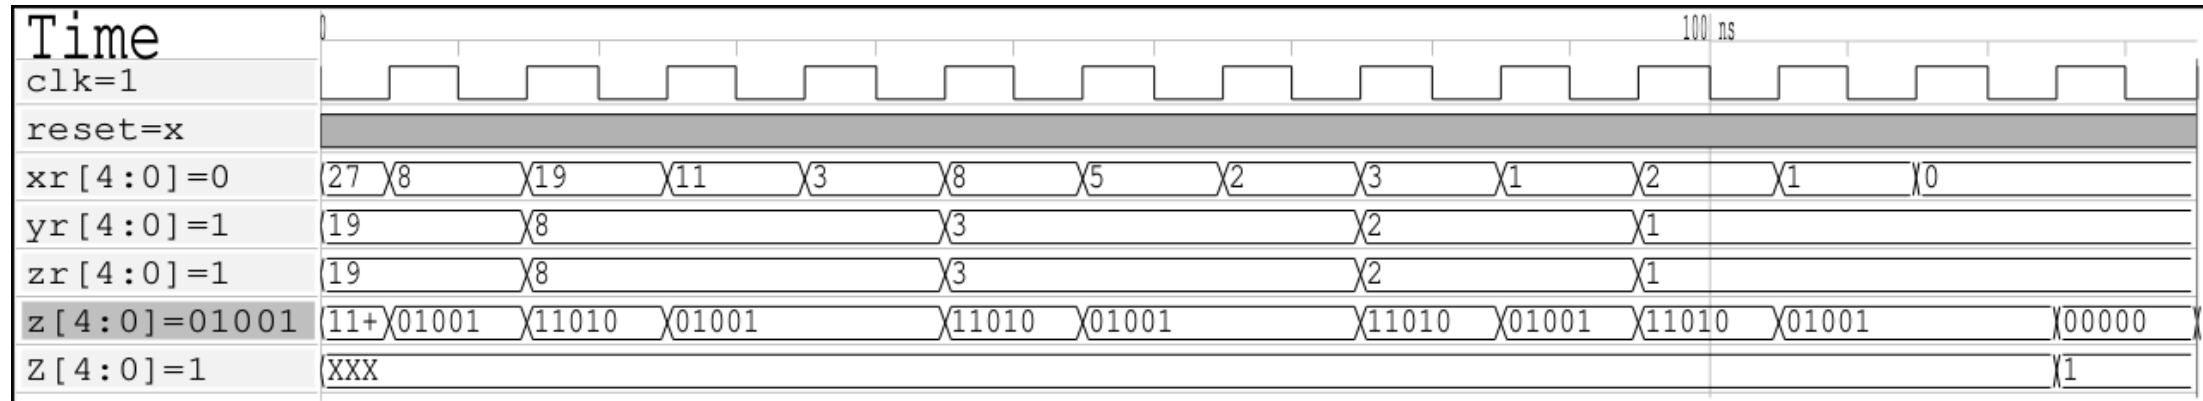 Time 0 100 ns
clk=1
reset=x
xr[4:0]=0 27 8 19 11 3 8 5 2 3 1 2 1 0
yr[4:0]=1 19 8 3 2 1
zr[4:0]=1 19 8 3 2 1
z[4:0]=01001 11+ 01001 11010 01001 11010 01001 11010 01001 11010 01001 00000
Z[4:0]=1 XXX 1